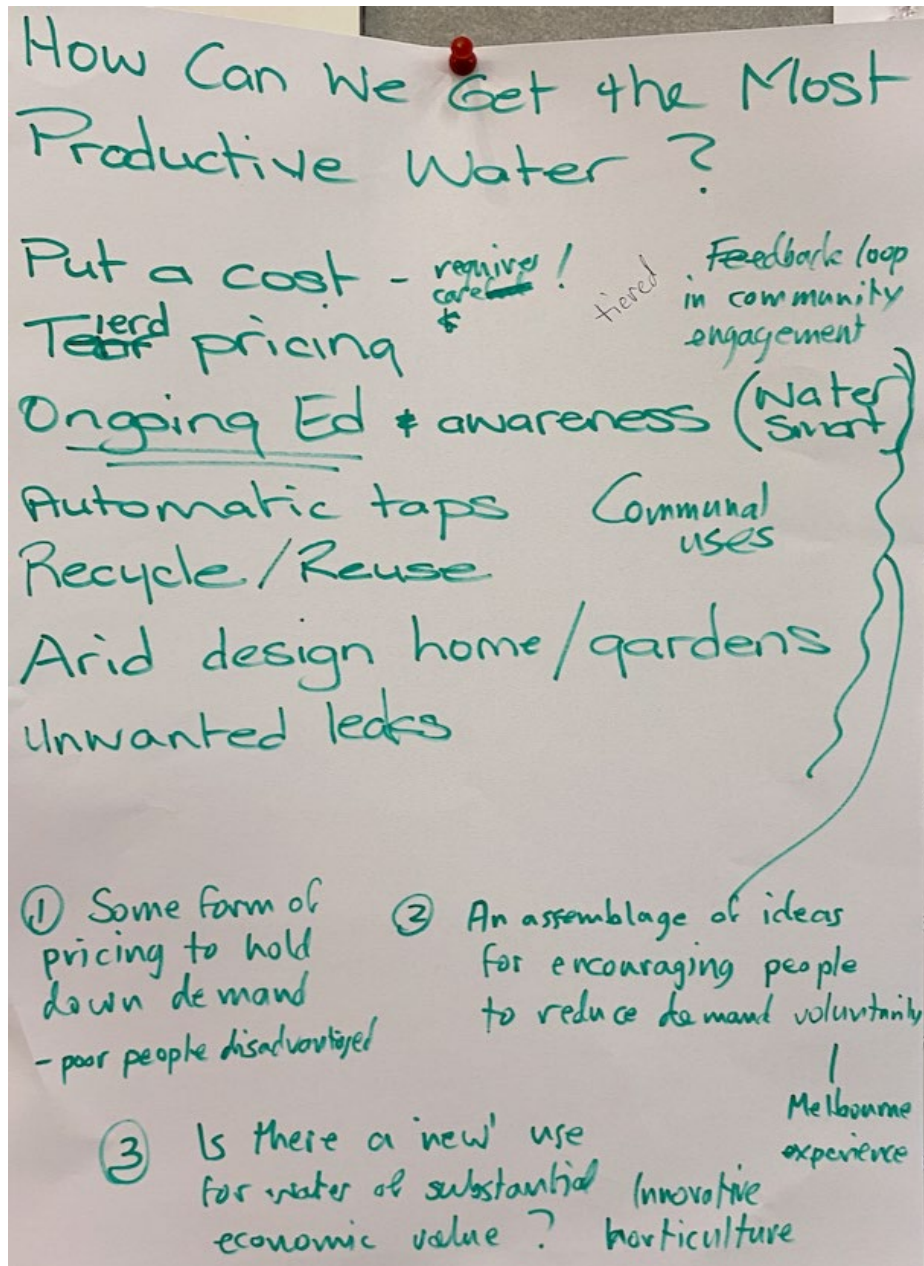 How Can We Get the Most
Productive Water ?
Put a cost - requires !
care
$
tiered
Tierd pricing
. Feedback loop
in community
engagement
Ongoing Ed & awareness (Water
Smart)
Automatic taps
Communal
uses
Recycle/Reuse
Arid design home/gardens
Unwanted leaks
① Some form of
pricing to hold
down demand
- poor people disadvantaged
② An assemblage of ideas
for encouraging people
to reduce demand voluntarily
Melbourne
experience
③ Is there a 'new' use
for water of substantial
economic value ?
Innovative
horticulture